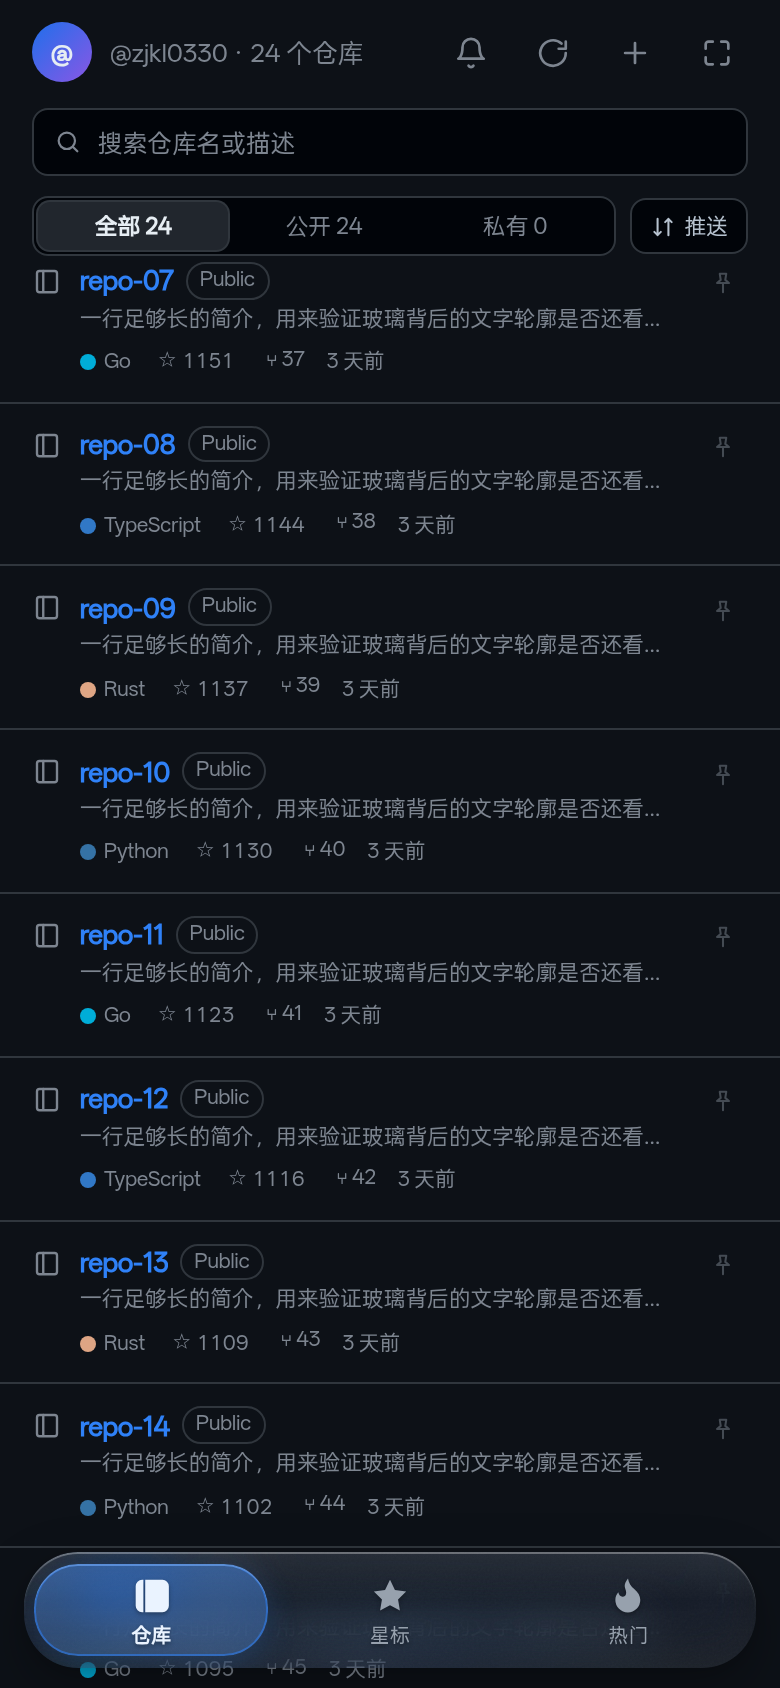 @ @zjkl0330 · 24 个仓库
搜索仓库名或描述
全部 24 公开 24 私有 0 推送
repo-07 Public
一行足够长的简介，用来验证玻璃背后的文字轮廓是否还看...
Go ☆ 1151 37 3 天前
repo-08 Public
一行足够长的简介，用来验证玻璃背后的文字轮廓是否还看...
TypeScript ☆ 1144 38 3 天前
repo-09 Public
一行足够长的简介，用来验证玻璃背后的文字轮廓是否还看...
Rust ☆ 1137 39 3 天前
repo-10 Public
一行足够长的简介，用来验证玻璃背后的文字轮廓是否还看...
Python ☆ 1130 40 3 天前
repo-11 Public
一行足够长的简介，用来验证玻璃背后的文字轮廓是否还看...
Go ☆ 1123 41 3 天前
repo-12 Public
一行足够长的简介，用来验证玻璃背后的文字轮廓是否还看...
TypeScript ☆ 1116 42 3 天前
repo-13 Public
一行足够长的简介，用来验证玻璃背后的文字轮廓是否还看...
Rust ☆ 1109 43 3 天前
repo-14 Public
一行足够长的简介，用来验证玻璃背后的文字轮廓是否还看...
Python ☆ 1102 44 3 天前
仓库 星标 热门
Go ☆ 1095 45 3 天前